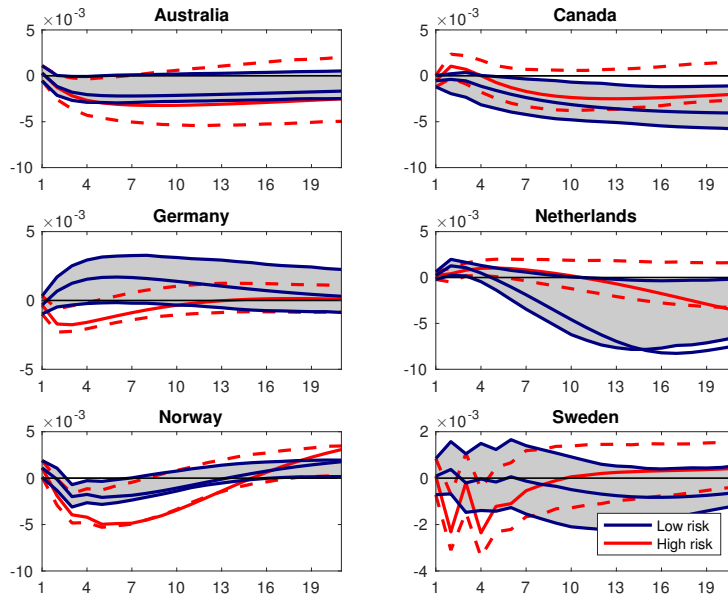 Australia
×10⁻³
5
0
-5
-10
1 4 7 10 13 16 19
Canada
×10⁻³
5
0
-5
-10
1 4 7 10 13 16 19
Germany
×10⁻³
5
0
-5
1 4 7 10 13 16 19
Netherlands
×10⁻³
5
0
-5
-10
1 4 7 10 13 16 19
Norway
×10⁻³
5
0
-5
-10
1 4 7 10 13 16 19
Sweden
×10⁻³
2
0
-2
-4
1 4 7 10 13 16 19
Low risk
High risk